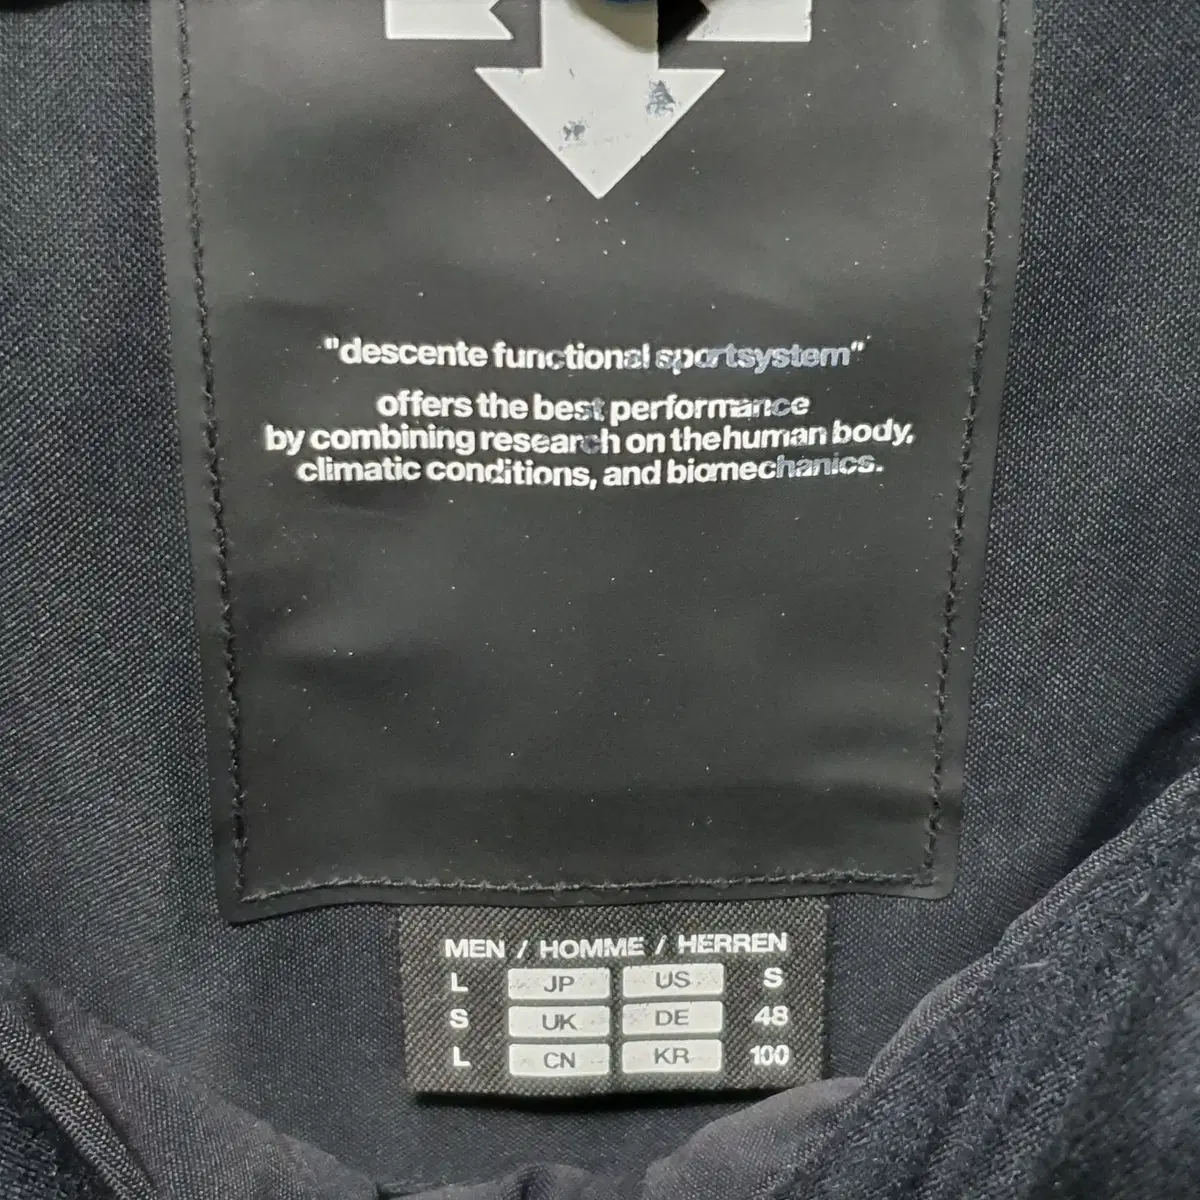 "descente functional sportsystem"
offers the best performance
by combining research on the human body,
climatic conditions, and biomechanics.
MEN / HOMME / HERREN
L JP US S
S UK DE 48
L CN KR 100